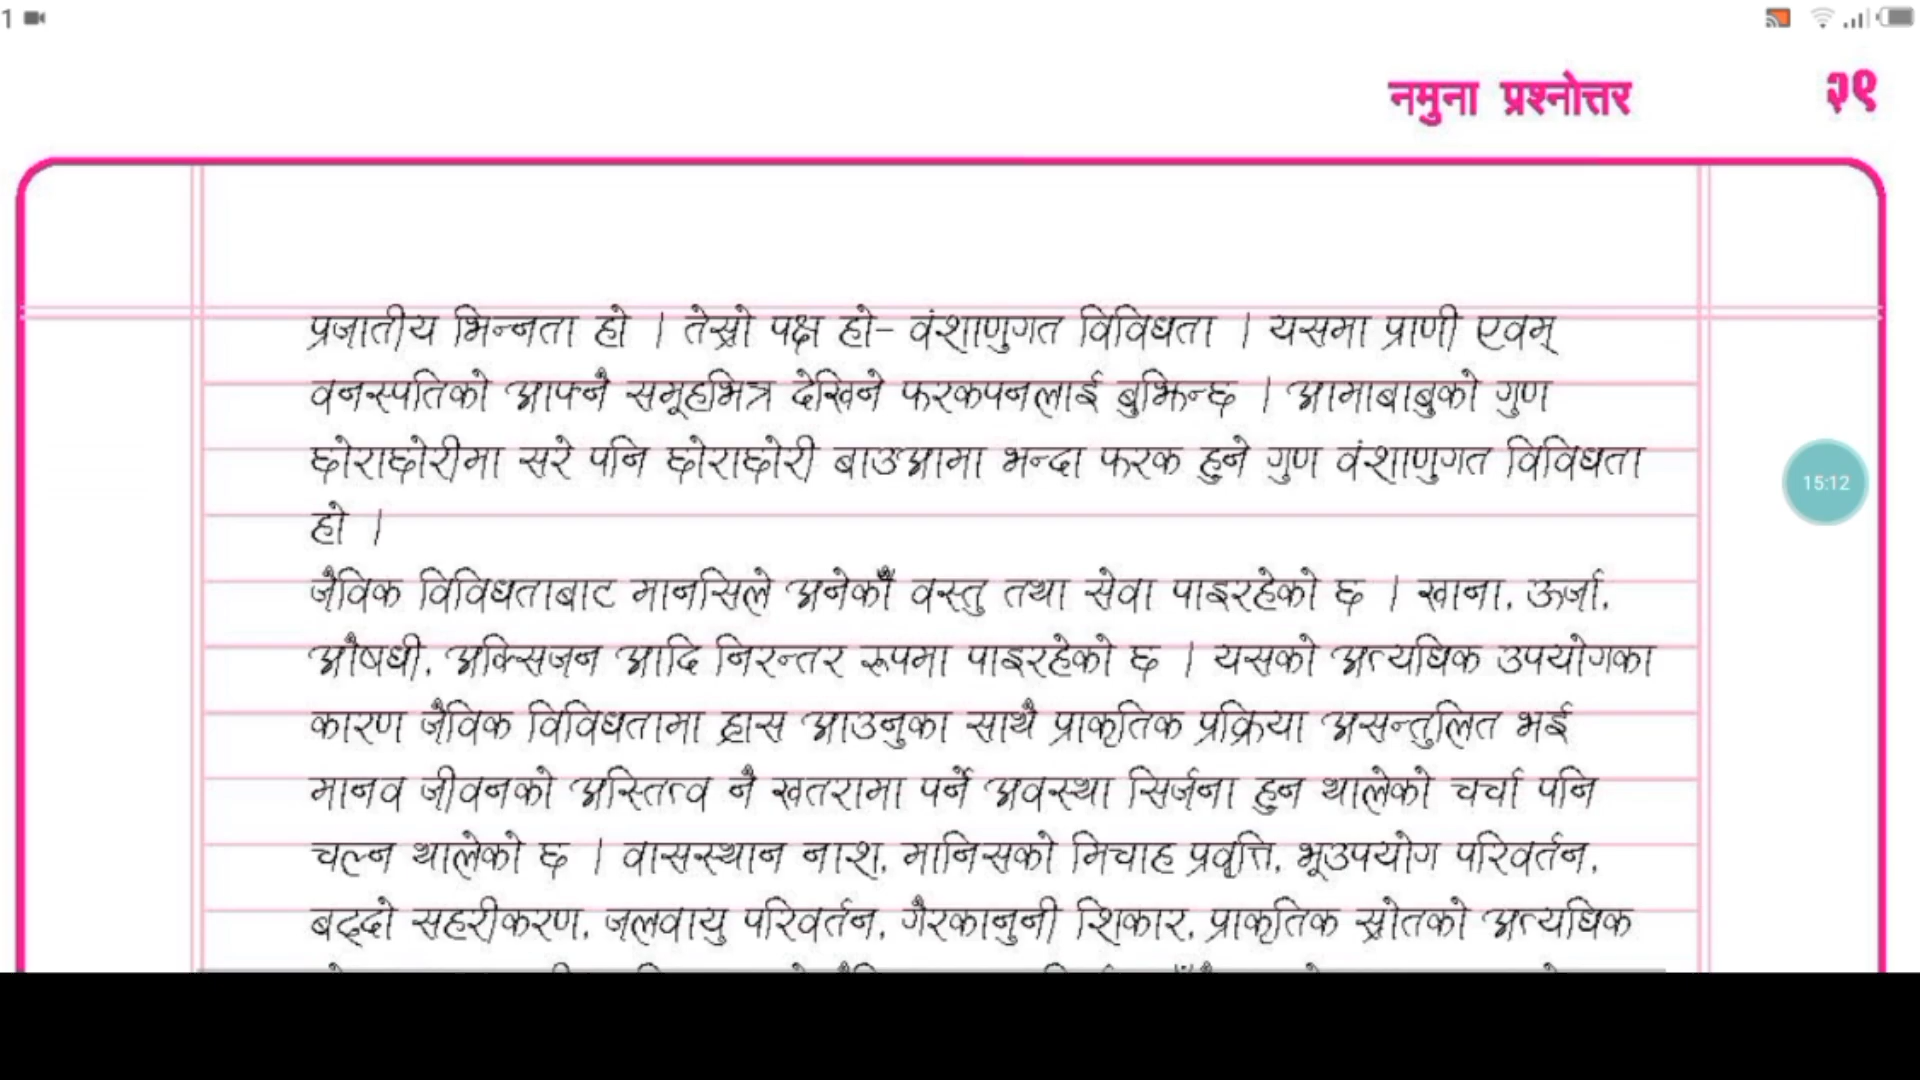 1
नमुना प्रश्नोत्तर २९
प्रजातीय भिन्नता हो । तेस्रो पक्ष हो- वंशाणुगत विविधता । यसमा प्राणी एवम्
वनस्पतिको आफ्नै समूहभित्र देखिने फरकपनलाई बुझिन्छ । आमाबाबुको गुण
छोराछोरीमा सरे पनि छोराछोरी बाउआमा भन्दा फरक हुने गुण वंशाणुगत विविधता
हो ।
15:12
जैविक विविधताबाट मानसिले अनेकौँ वस्तु तथा सेवा पाइरहेको छ । खाना, ऊर्जा,
औषधी, अक्सिजन आदि निरन्तर रूपमा पाइरहेको छ । यसको अत्यधिक उपयोगका
कारण जैविक विविधतामा ह्रास आउनुका साथै प्राकृतिक प्रक्रिया असन्तुलित भई
मानव जीवनको अस्तित्व नै खतरामा पर्ने अवस्था सिर्जना हुन थालेको चर्चा पनि
चल्न थालेको छ । वासस्थान नाश, मानिसको मिचाह प्रवृत्ति, भूउपयोग परिवर्तन,
बढ्दो सहरीकरण, जलवायु परिवर्तन, गैरकानुनी शिकार, प्राकृतिक स्रोतको अत्यधिक